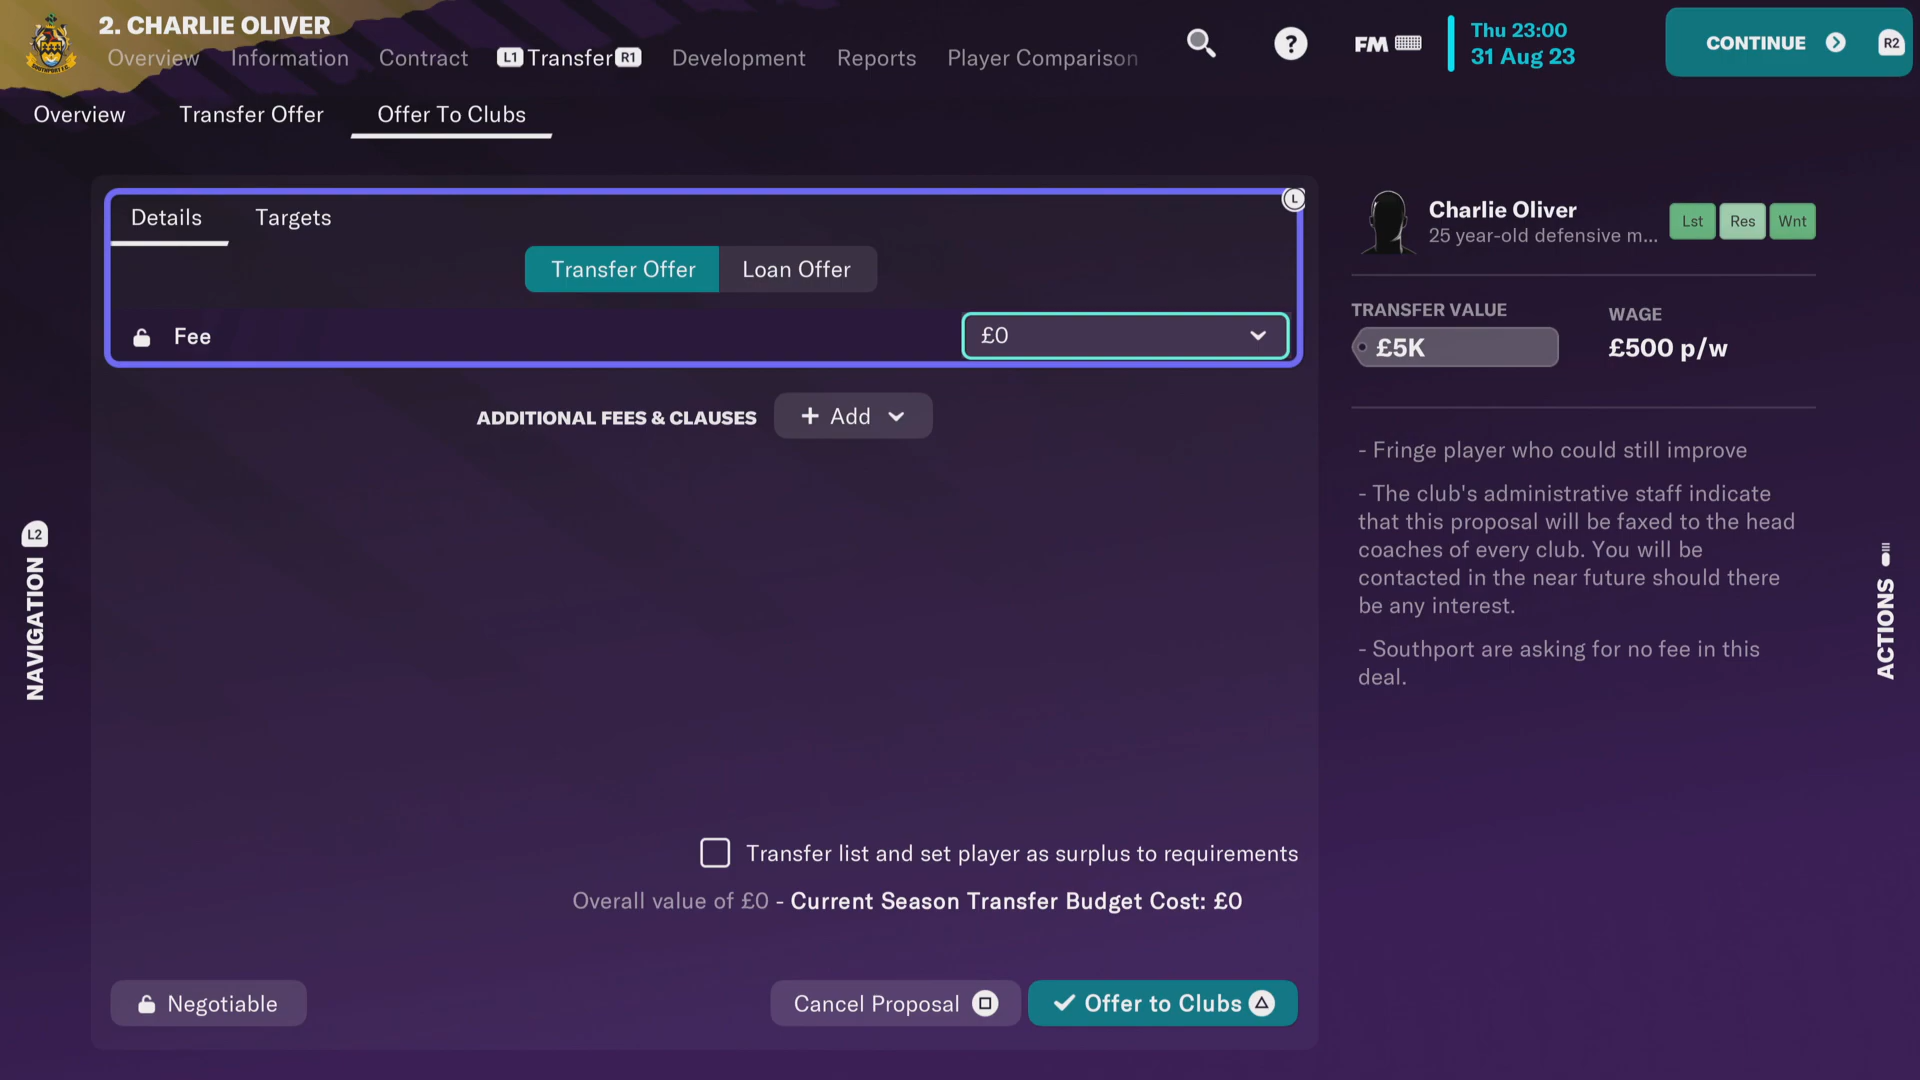 2. CHARLIE OLIVER
Overview Information Contract L1 Transfer R1 Development Reports Player Comparison
? FM
Thu 23:00
31 Aug 23
CONTINUE R2
Overview Transfer Offer Offer To Clubs
Details Targets
L
Transfer Offer Loan Offer
Fee £0
ADDITIONAL FEES & CLAUSES + Add
Transfer list and set player as surplus to requirements
Overall value of £0 - Current Season Transfer Budget Cost: £0
Negotiable Cancel Proposal Offer to Clubs
L2 NAVIGATION
Charlie Oliver
25 year-old defensive m...
Lst Res Wnt
TRANSFER VALUE
£5K
WAGE
£500 p/w
- Fringe player who could still improve
- The club's administrative staff indicate
that this proposal will be faxed to the head
coaches of every club. You will be
contacted in the near future should there
be any interest.
- Southport are asking for no fee in this
deal.
ACTIONS